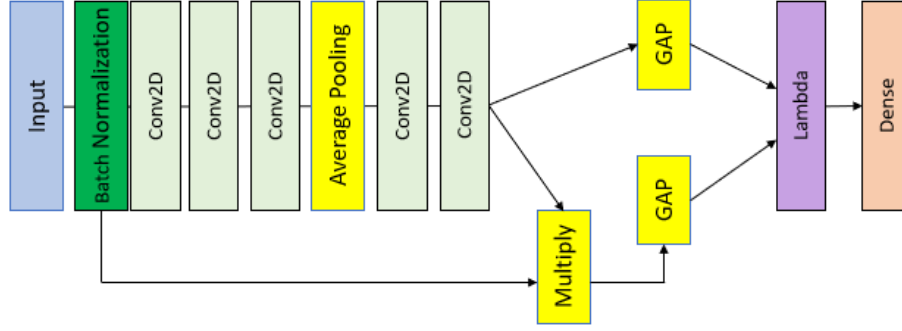 Input
Batch Normalization
Conv2D
Conv2D
Conv2D
Average Pooling
Conv2D
Conv2D
Multiply
GAP
GAP
Lambda
Dense